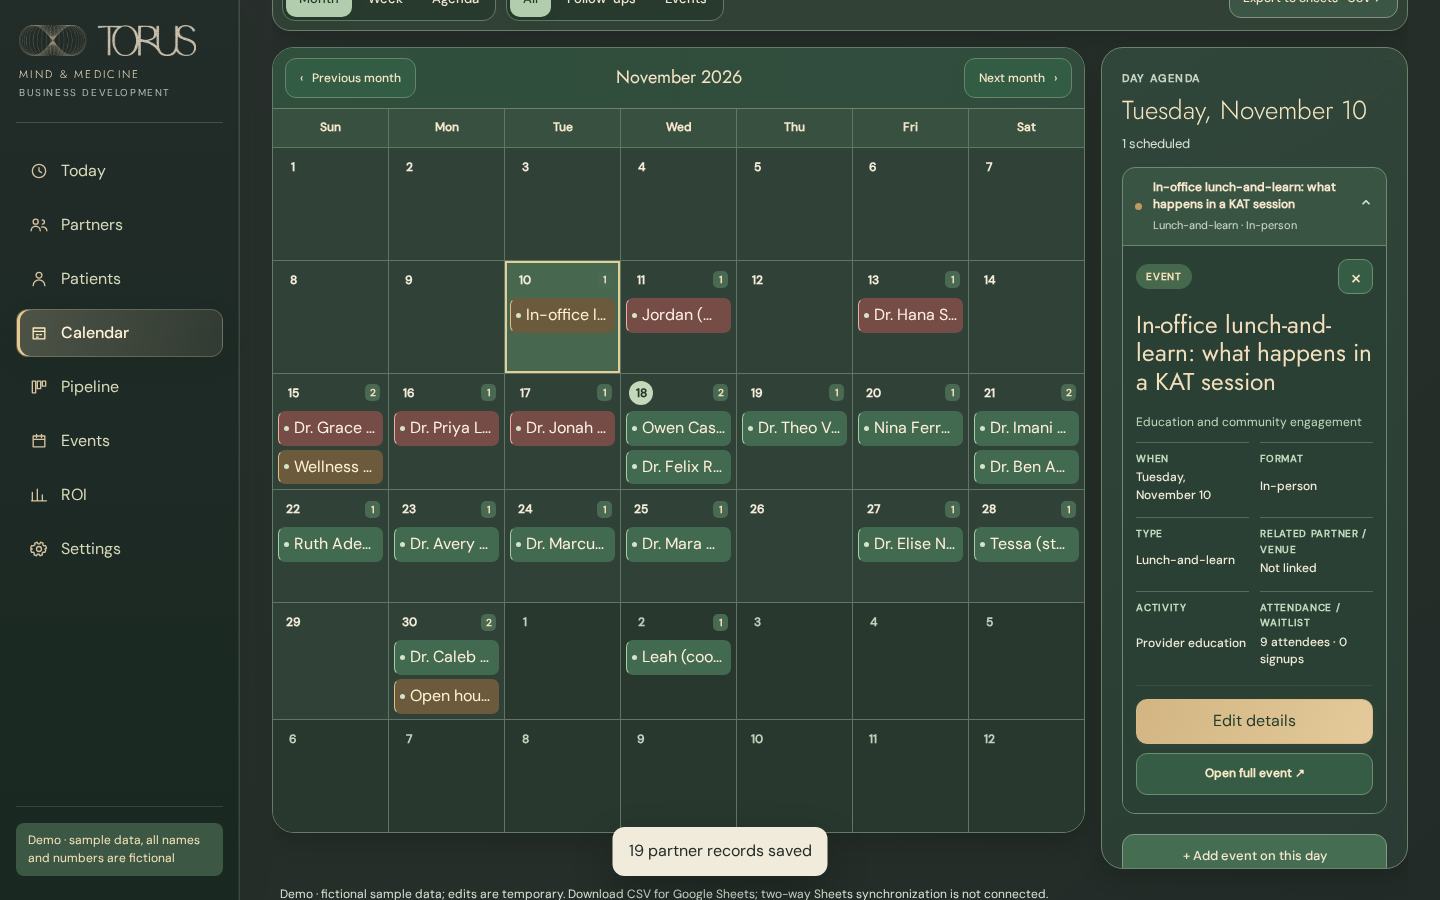 TORUS
MIND & MEDICINE
BUSINESS DEVELOPMENT
Today
Partners
Patients
Calendar
Pipeline
Events
ROI
Settings
Demo · sample data, all names
and numbers are fictional
Month Week Agenda All Follow-ups Events
‹ Previous month
November 2026
Next month ›
Sun Mon Tue Wed Thu Fri Sat
1 2 3 4 5 6 7
8 9 10 1 11 1 12 13 1 14
• In-office l... • Jordan (... • Dr. Hana S...
15 2 16 1 17 1 18 2 19 1 20 1 21 2
• Dr. Grace ... • Dr. Priya L... • Dr. Jonah ... • Owen Cas... • Dr. Theo V... • Nina Ferr... • Dr. Imani ...
• Wellness ... • Dr. Felix R... • Dr. Ben A...
22 1 23 1 24 1 25 1 26 27 1 28 1
• Ruth Ade... • Dr. Avery ... • Dr. Marcu... • Dr. Mara ... • Dr. Elise N... • Tessa (st...
29 30 2 1 2 1 3 4 5
• Dr. Caleb ... • Leah (coo...
• Open hou...
6 7 8 9 10 11 12
19 partner records saved
Demo · fictional sample data; edits are temporary. Download CSV for Google Sheets; two-way Sheets synchronization is not connected.
DAY AGENDA
Tuesday, November 10
1 scheduled
In-office lunch-and-learn: what
happens in a KAT session
Lunch-and-learn · In-person
EVENT
×
In-office lunch-and-
learn: what happens in
a KAT session
Education and community engagement
WHEN
Tuesday,
November 10
FORMAT
In-person
TYPE
Lunch-and-learn
RELATED PARTNER /
VENUE
Not linked
ACTIVITY
Provider education
ATTENDANCE /
WAITLIST
9 attendees · 0
signups
Edit details
Open full event ↗
+ Add event on this day